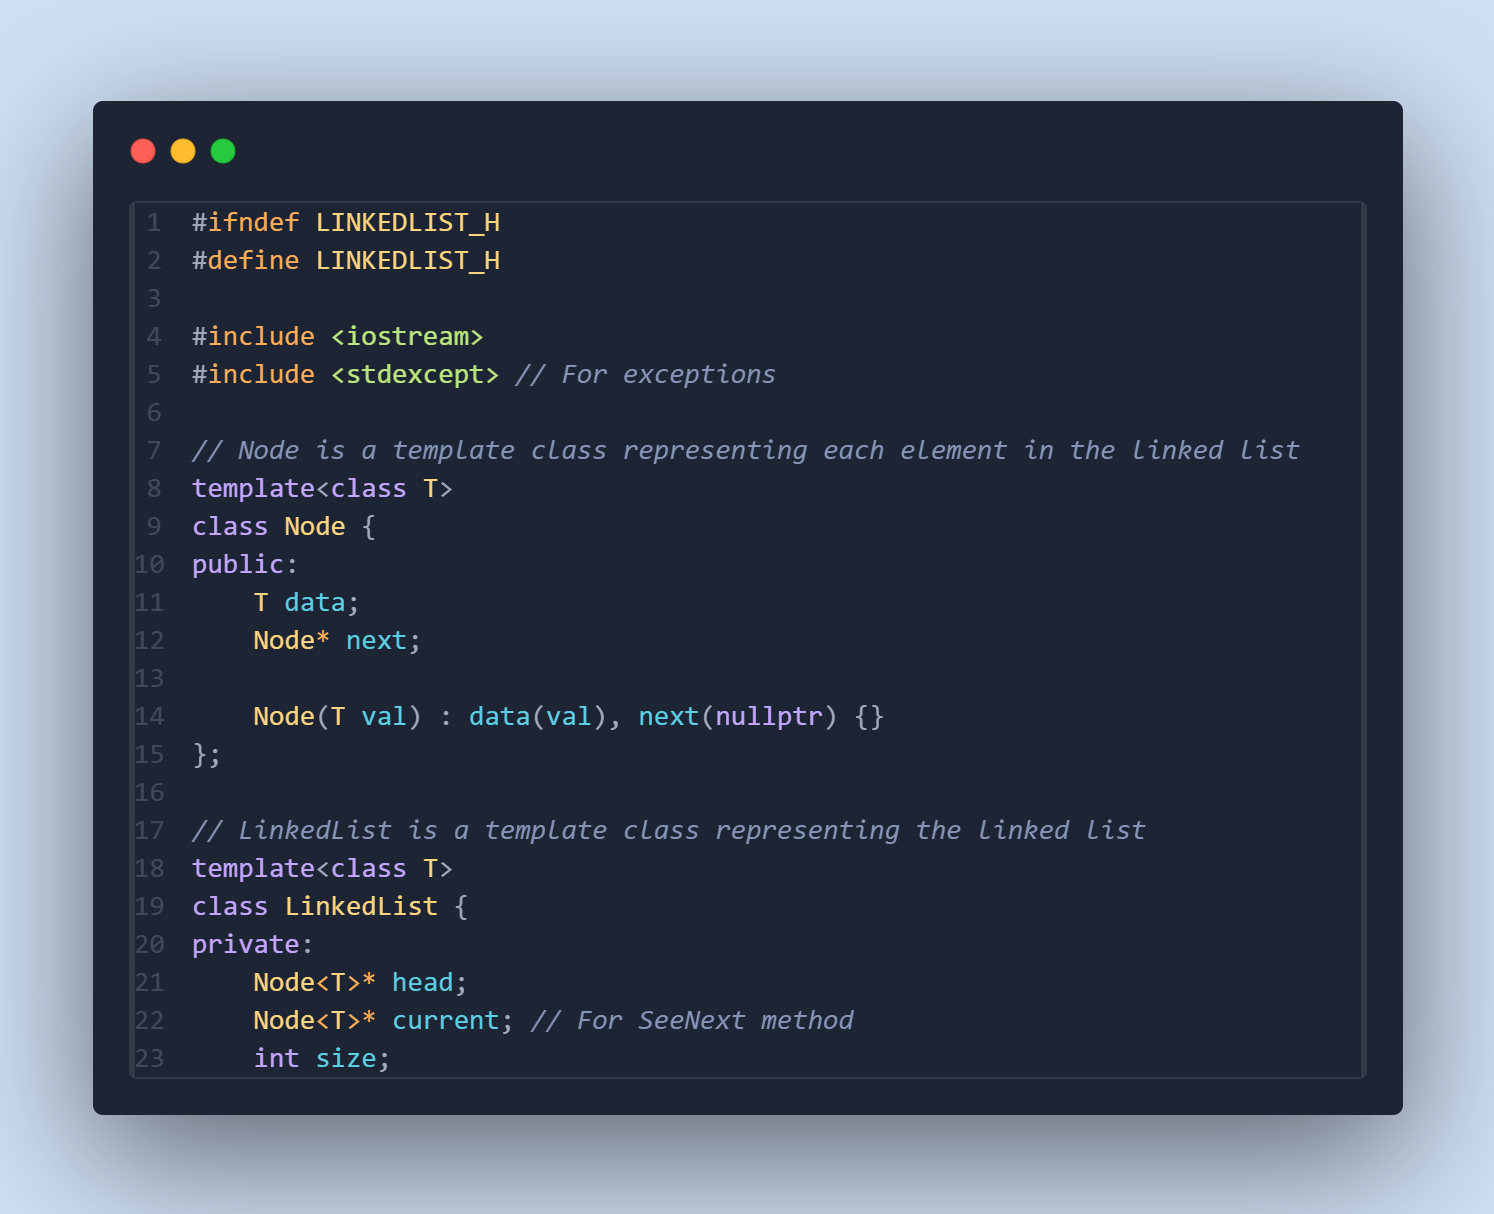 1 #ifndef LINKEDLIST_H
2 #define LINKEDLIST_H
3
4 #include <iostream>
5 #include <stdexcept> // For exceptions
6
7 // Node is a template class representing each element in the linked list
8 template<class T>
9 class Node {
10 public:
11     T data;
12     Node* next;
13
14     Node(T val) : data(val), next(nullptr) {}
15 };
16
17 // LinkedList is a template class representing the linked list
18 template<class T>
19 class LinkedList {
20 private:
21     Node<T>* head;
22     Node<T>* current; // For SeeNext method
23     int size;